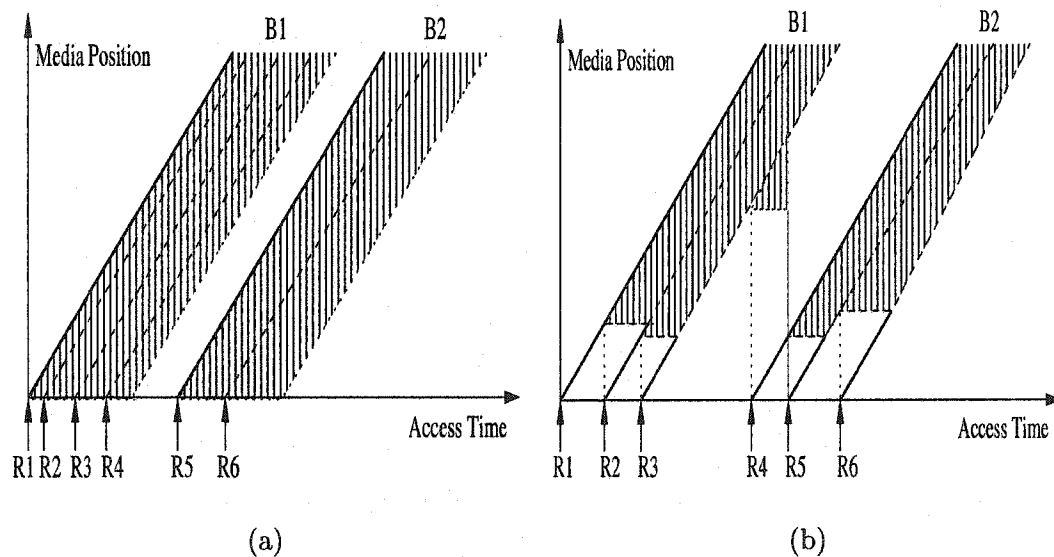 B1 B2
Media Position
Access Time
R1 R2 R3 R4 R5 R6
(a)
B1 B2
Media Position
Access Time
R1 R2 R3 R4 R5 R6
(b)